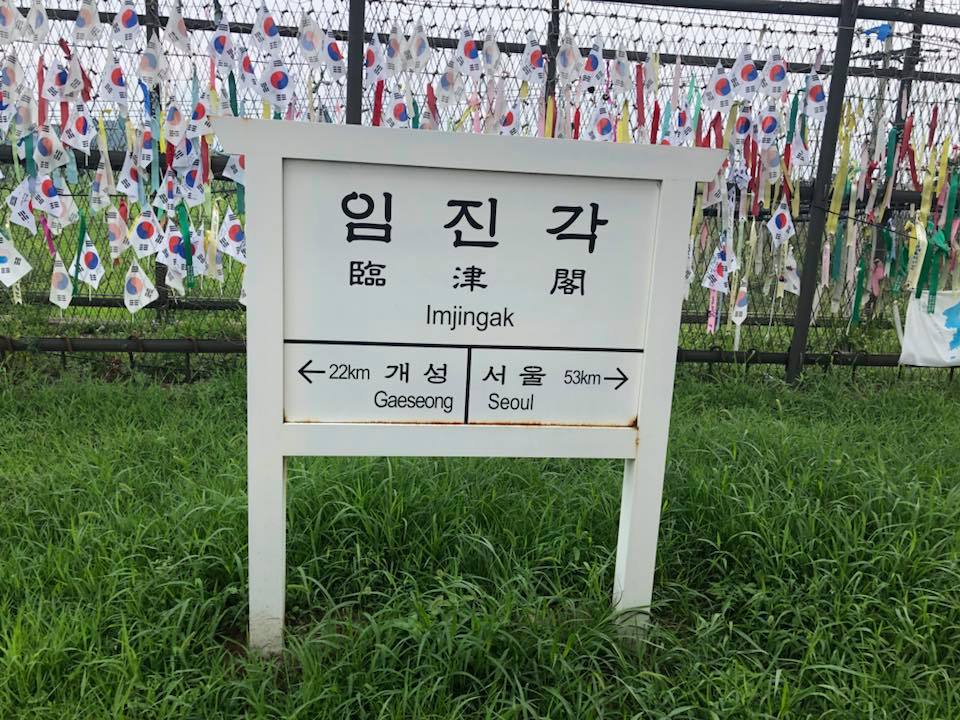 임진각
臨津閣
Imjingak
←22km 개성
Gaeseong
서울 53km→
Seoul